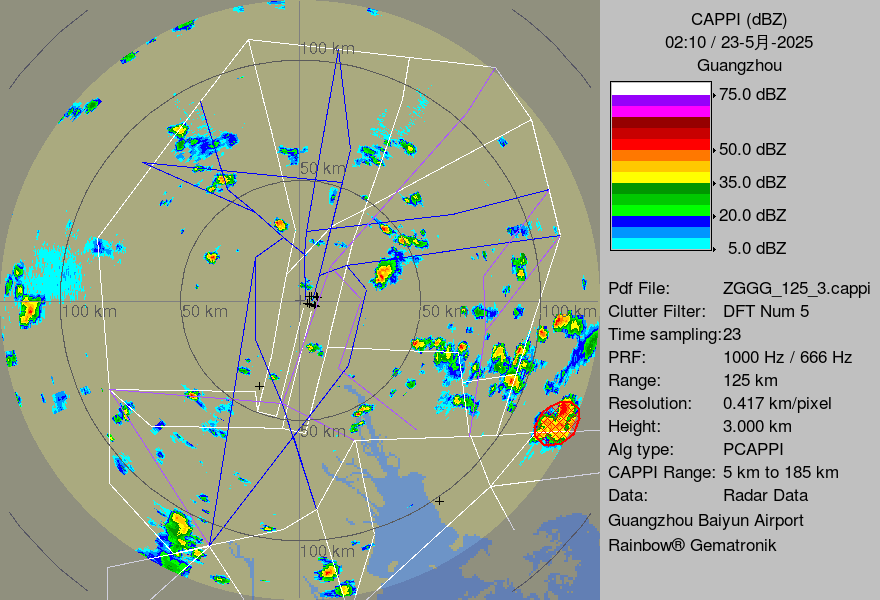 100 km
50 km
100 km
50 km
50 km
100 km
50 km
100 km
CAPPI (dBZ)
02:10 / 23-5月-2025
Guangzhou
75.0 dBZ
50.0 dBZ
35.0 dBZ
20.0 dBZ
5.0 dBZ
Pdf File: ZGGG_125_3.cappi
Clutter Filter: DFT Num 5
Time sampling:23
PRF: 1000 Hz / 666 Hz
Range: 125 km
Resolution: 0.417 km/pixel
Height: 3.000 km
Alg type: PCAPPI
CAPPI Range: 5 km to 185 km
Data: Radar Data
Guangzhou Baiyun Airport
Rainbow® Gematronik